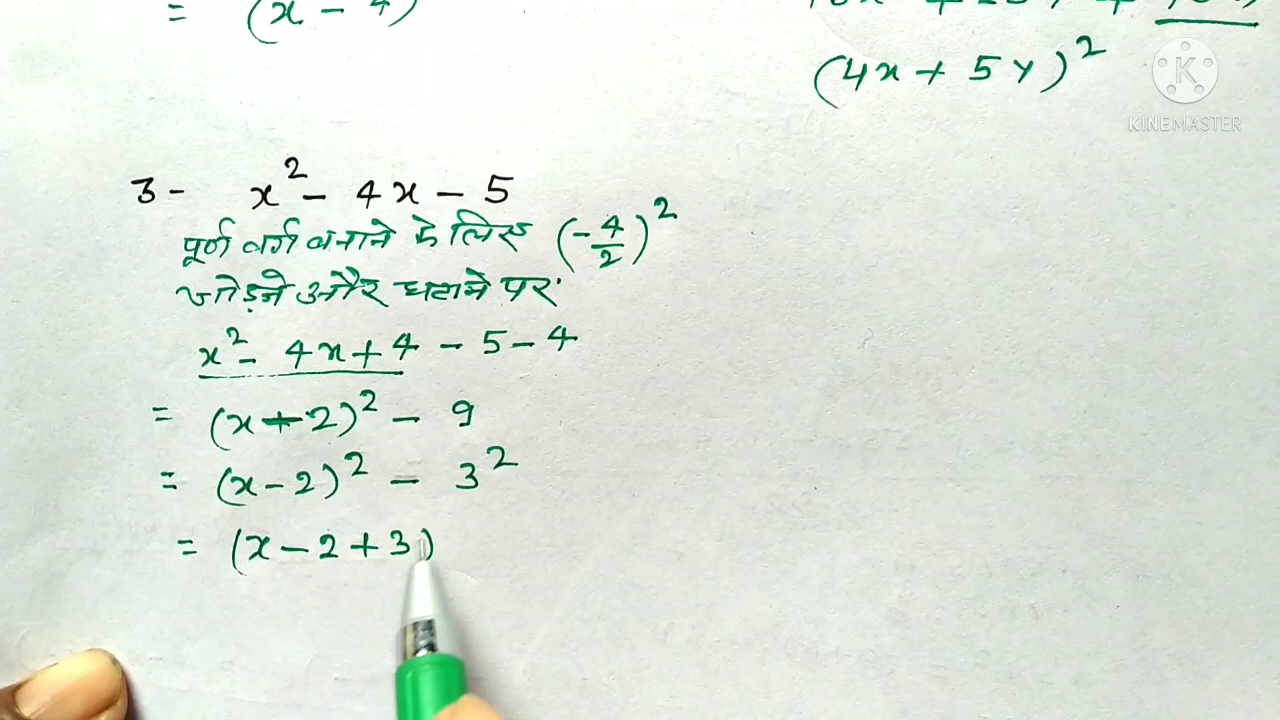 = (x - 4)
(4x + 5y)²
KINEMASTER
3- x² - 4x - 5
पूर्ण वर्ग बनाने के लिए (-4/2)²
जोड़ने और घटाने पर
x² - 4x + 4 - 5 - 4
= (x - 2)² - 9
= (x - 2)² - 3²
= (x - 2 + 3)